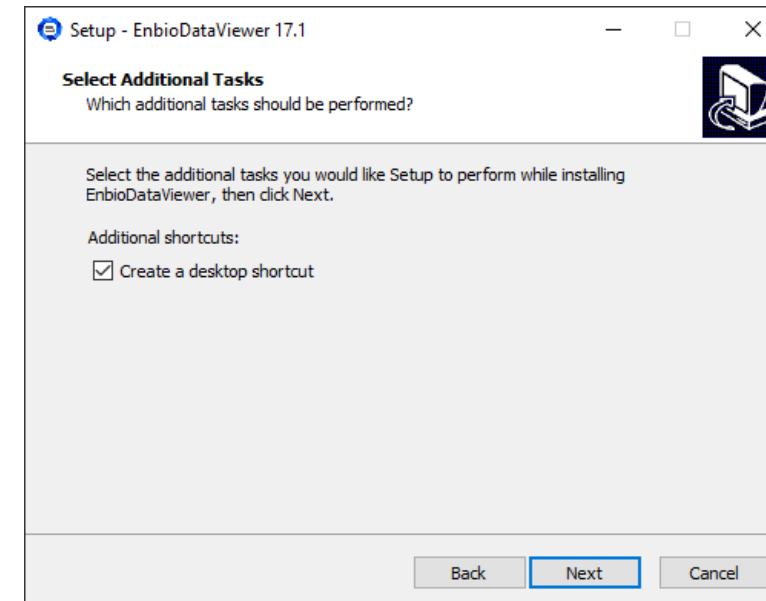 Setup - EnbioDataViewer 17.1
Select Additional Tasks
Which additional tasks should be performed?
Select the additional tasks you would like Setup to perform while installing
EnbioDataViewer, then click Next.
Additional shortcuts:
Create a desktop shortcut
Back Next Cancel